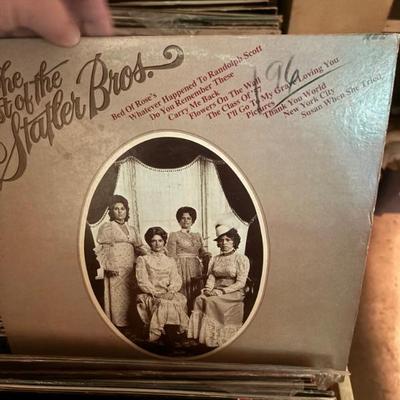 The
st of the
Statler Bros.
Bed Of Rose's
Whatever Happened To Randolph Scott
Do You Remember These
Carry Me Back
Flowers On The Wall
The Class Of '57
I'll Go To My Grave Loving You
Pictures
Thank You World
New York City
Susan When She Tried
196